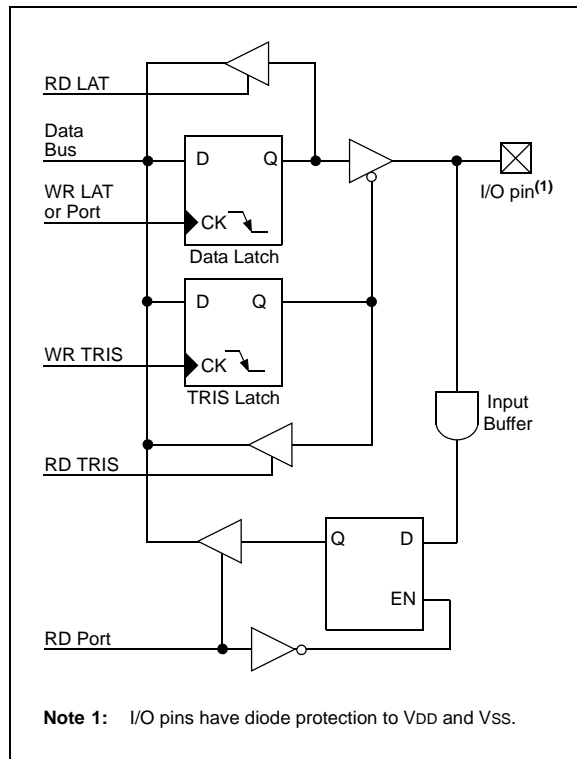 RD LAT
Data
Bus
D Q
WR LAT
or Port
CK
Data Latch
I/O pin(1)
D Q
WR TRIS
CK
TRIS Latch
Input
Buffer
RD TRIS
Q D
EN
RD Port
Note 1: I/O pins have diode protection to VDD and VSS.